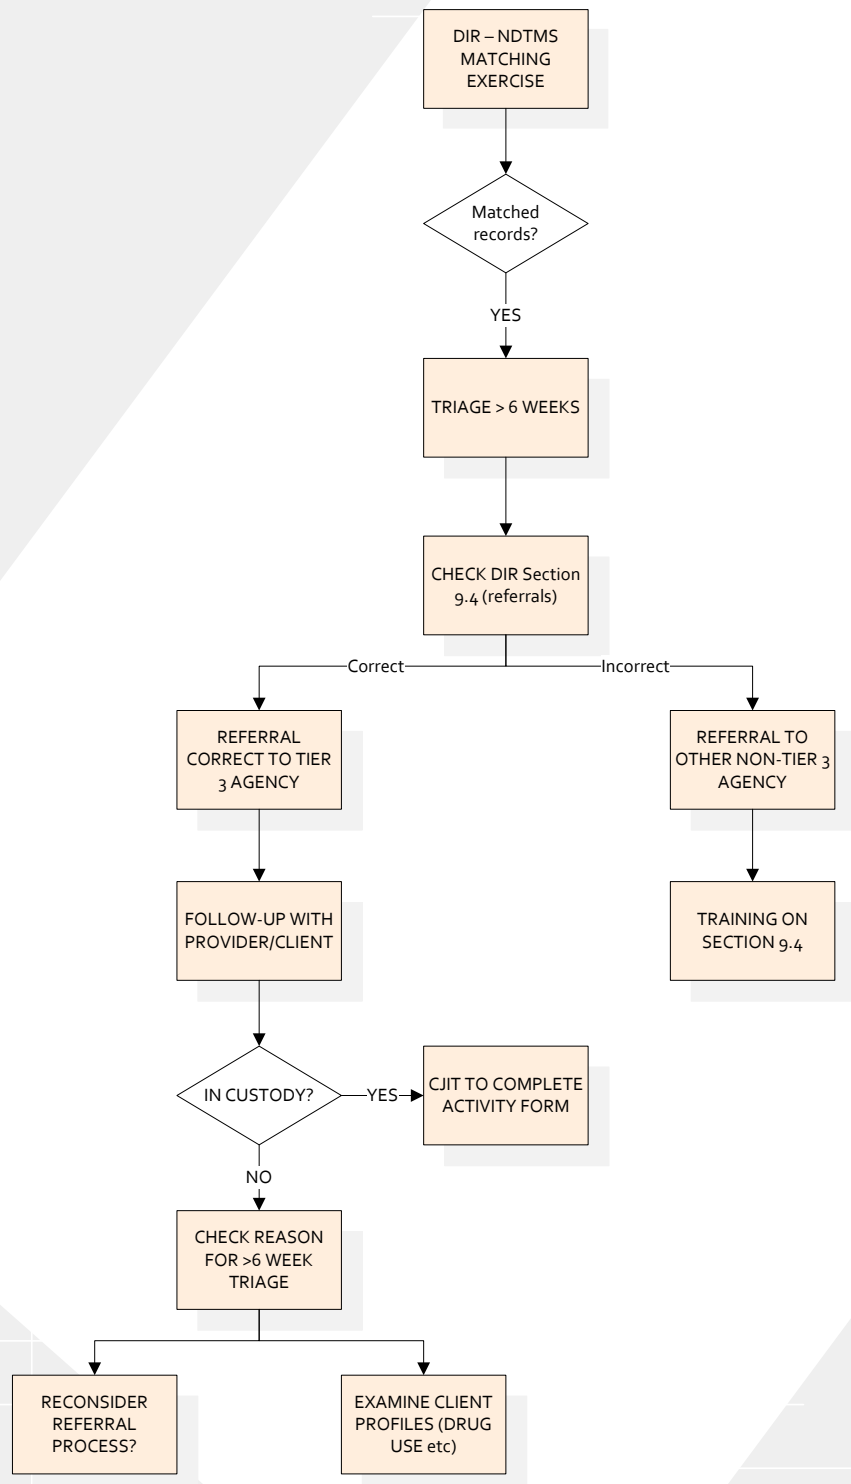 DIR – NDTMS
MATCHING
EXERCISE
Matched
records?
YES
TRIAGE > 6 WEEKS
CHECK DIR Section
9.4 (referrals)
Correct
Incorrect
REFERRAL
CORRECT TO TIER
3 AGENCY
REFERRAL TO
OTHER NON-TIER 3
AGENCY
FOLLOW-UP WITH
PROVIDER/CLIENT
TRAINING ON
SECTION 9.4
IN CUSTODY?
YES
CJIT TO COMPLETE
ACTIVITY FORM
NO
CHECK REASON
FOR >6 WEEK
TRIAGE
RECONSIDER
REFERRAL
PROCESS?
EXAMINE CLIENT
PROFILES (DRUG
USE etc)